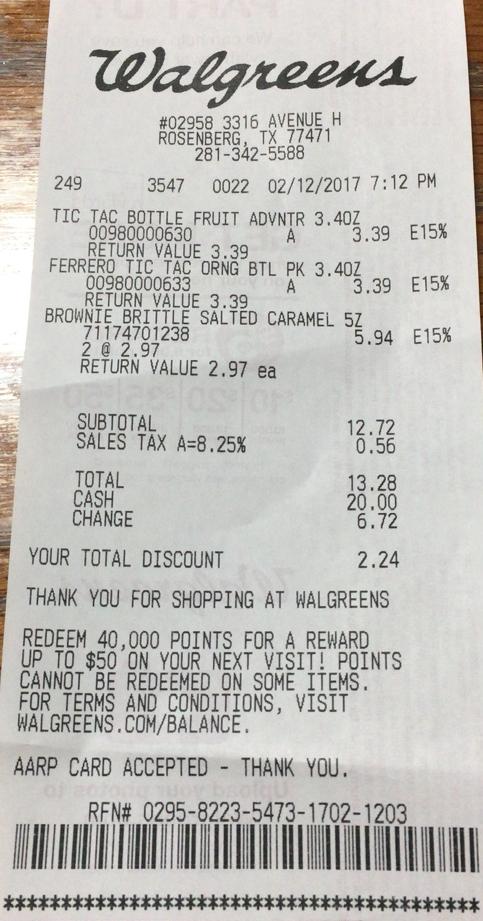 Walgreens
#02958 3316 AVENUE H
ROSENBERG, TX 77471
281-342-5588
249 3547 0022 02/12/2017 7:12 PM
TIC TAC BOTTLE FRUIT ADVNTR 3.4OZ
00980000630 A 3.39 E15%
RETURN VALUE 3.39
FERRERO TIC TAC ORNG BTL PK 3.4OZ
00980000633 A 3.39 E15%
RETURN VALUE 3.39
BROWNIE BRITTLE SALTED CARAMEL 5Z
71174701238 5.94 E15%
2 @ 2.97
RETURN VALUE 2.97 ea
SUBTOTAL 12.72
SALES TAX A=8.25% 0.56
TOTAL 13.28
CASH 20.00
CHANGE 6.72
YOUR TOTAL DISCOUNT 2.24
THANK YOU FOR SHOPPING AT WALGREENS
REDEEM 40,000 POINTS FOR A REWARD
UP TO $50 ON YOUR NEXT VISIT! POINTS
CANNOT BE REDEEMED ON SOME ITEMS.
FOR TERMS AND CONDITIONS, VISIT
WALGREENS.COM/BALANCE.
AARP CARD ACCEPTED - THANK YOU.
RFN# 0295-8223-5473-1702-1203
****************************************